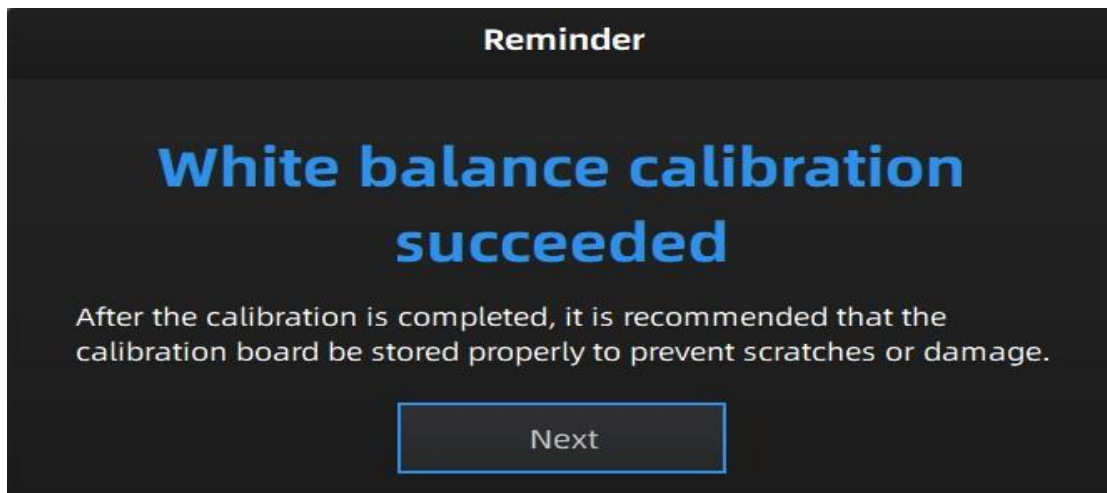 Reminder
White balance calibration
succeeded
After the calibration is completed, it is recommended that the
calibration board be stored properly to prevent scratches or damage.
Next